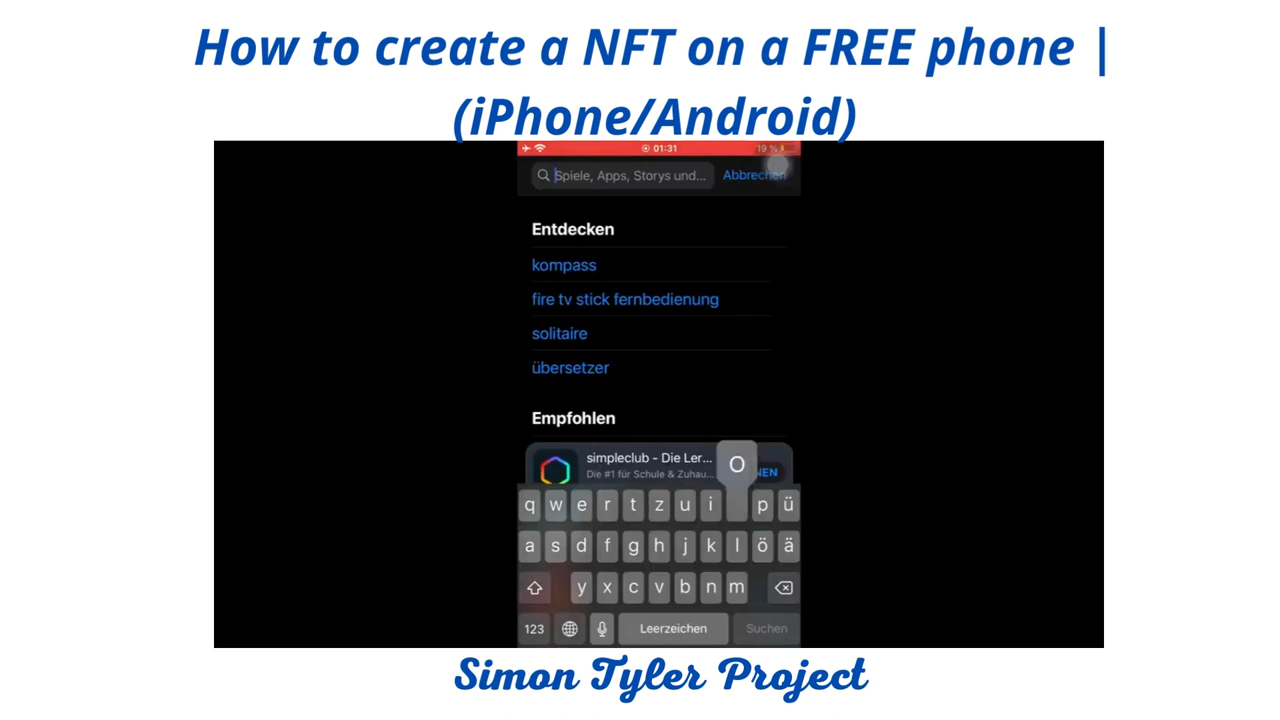 How to create a NFT on a FREE phone |
(iPhone/Android)
01:31 19 %
Spiele, Apps, Storys und... Abbrechen
Entdecken
kompass
fire tv stick fernbedienung
solitaire
übersetzer
Empfohlen
simpleclub - Die Ler...
Die #1 für Schule & Zuhau...
NEN
O
q w e r t z u i p ü
a s d f g h j k l ö ä
y x c v b n m
123 Leerzeichen Suchen
Simon Tyler Project